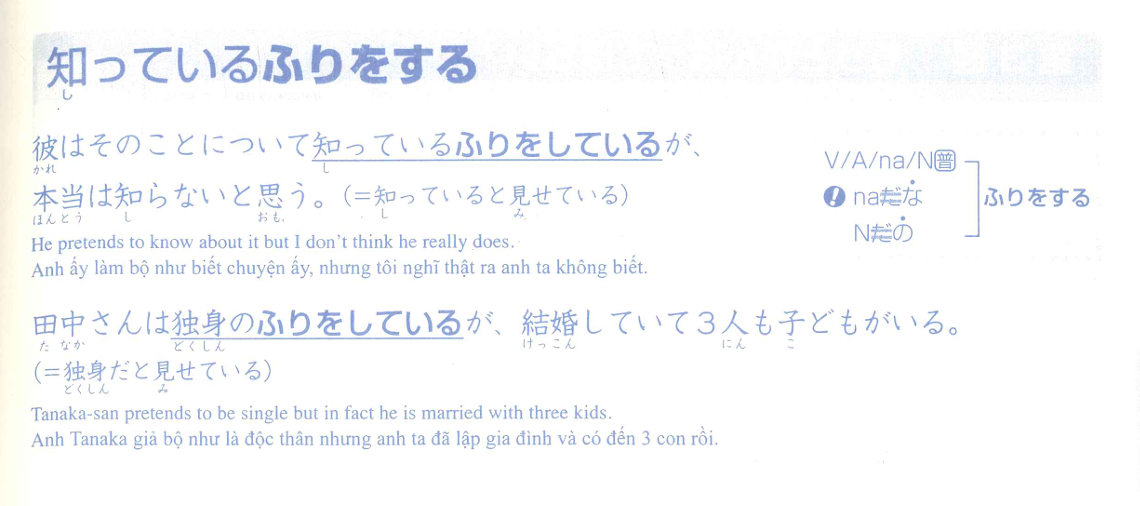 知っているふりをする
し
彼はそのことについて知っているふりをしているが、
かれ し
本当は知らないと思う。(=知っていると見せている)
ほんとう し おも し み
He pretends to know about it but I don't think he really does.
Anh ấy làm bộ như biết chuyện ấy, nhưng tôi nghĩ thật ra anh ta không biết.
V/A/na/N普
! naだな ふりをする
Nだの
田中さんは独身のふりをしているが、結婚していて3人も子どもがいる。
た なか どくしん けっこん にん こ
(=独身だと見せている)
どくしん み
Tanaka-san pretends to be single but in fact he is married with three kids.
Anh Tanaka giả bộ như là độc thân nhưng anh ta đã lập gia đình và có đến 3 con rồi.